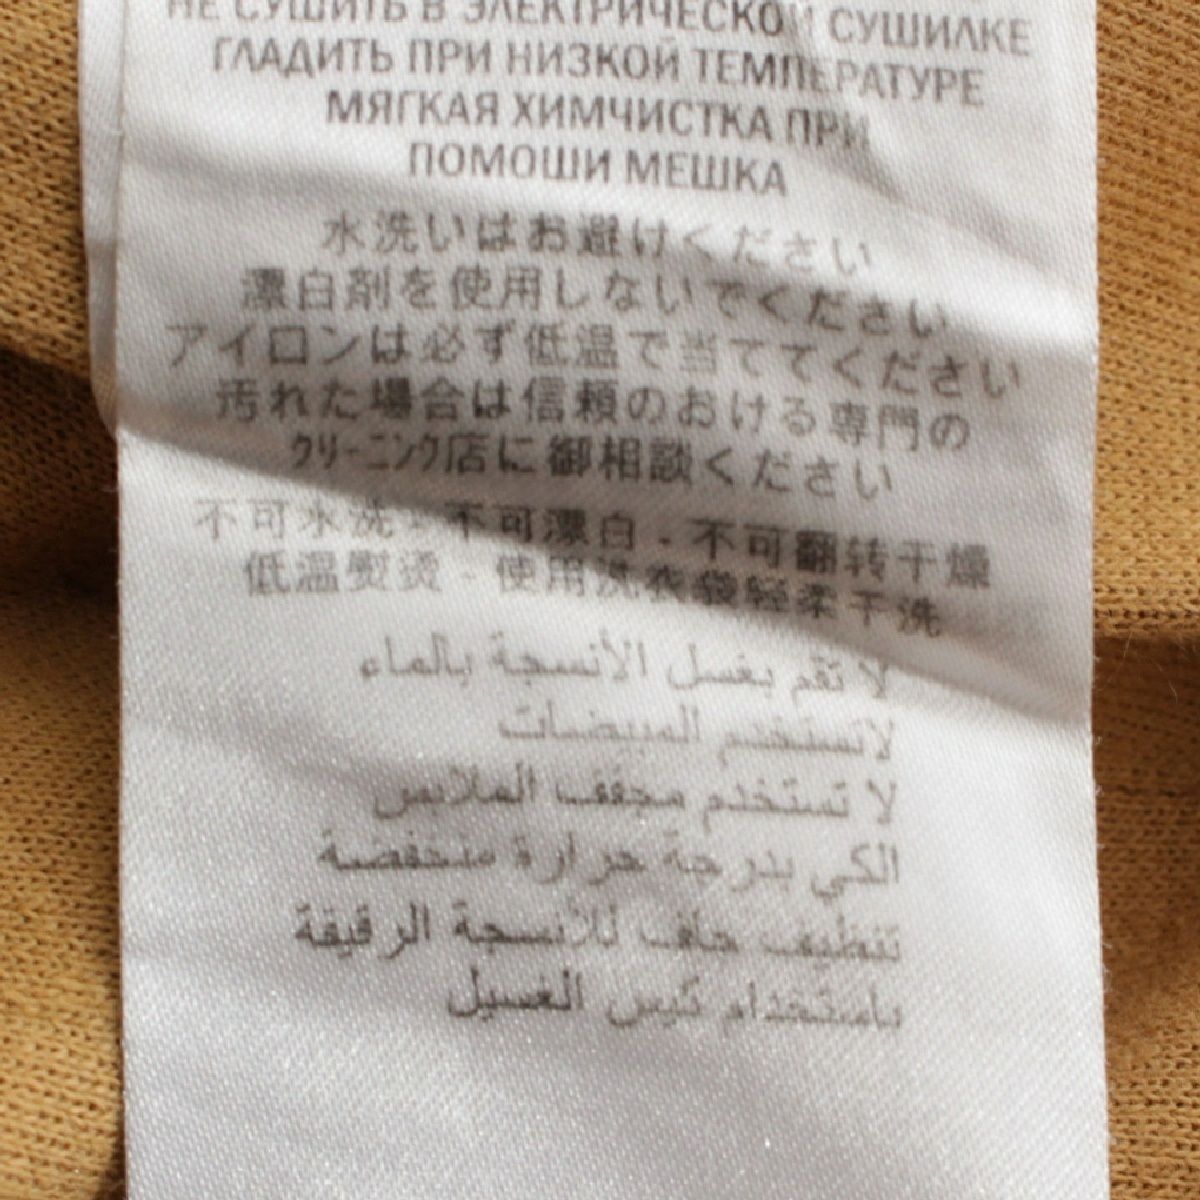 НЕ СУШИТЬ В ЭЛЕКТРИЧЕСКОЙ СУШИЛКЕ
ГЛАДИТЬ ПРИ НИЗКОЙ ТЕМПЕРАТУРЕ
МЯГКАЯ ХИМЧИСТКА ПРИ
ПОМОШИ МЕШКА
水洗いはお避けください
漂白剤を使用しないでください
アイロンは必ず低温で当ててください
汚れた場合は信頼のおける専門の
クリーニング店に御相談ください
不可水洗 - 不可漂白 - 不可翻转干燥
低温熨烫 - 使用洗衣袋轻柔干洗
لا تقم بغسل الأنسجة بالماء
لاتستخدم المبيضات
لا تستخدم مجفف الملابس
الكي بدرجة حرارة منخفضة
تنظيف جاف للأنسجة الرقيقة
باستخدام كيس الغسيل